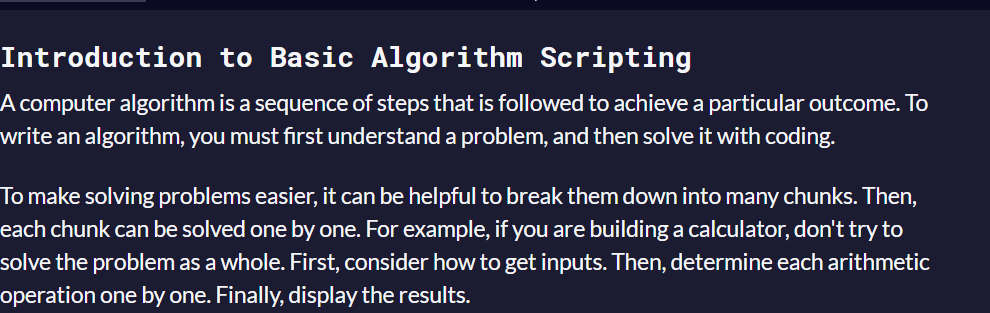 Introduction to Basic Algorithm Scripting
A computer algorithm is a sequence of steps that is followed to achieve a particular outcome. To
write an algorithm, you must first understand a problem, and then solve it with coding.
To make solving problems easier, it can be helpful to break them down into many chunks. Then,
each chunk can be solved one by one. For example, if you are building a calculator, don't try to
solve the problem as a whole. First, consider how to get inputs. Then, determine each arithmetic
operation one by one. Finally, display the results.